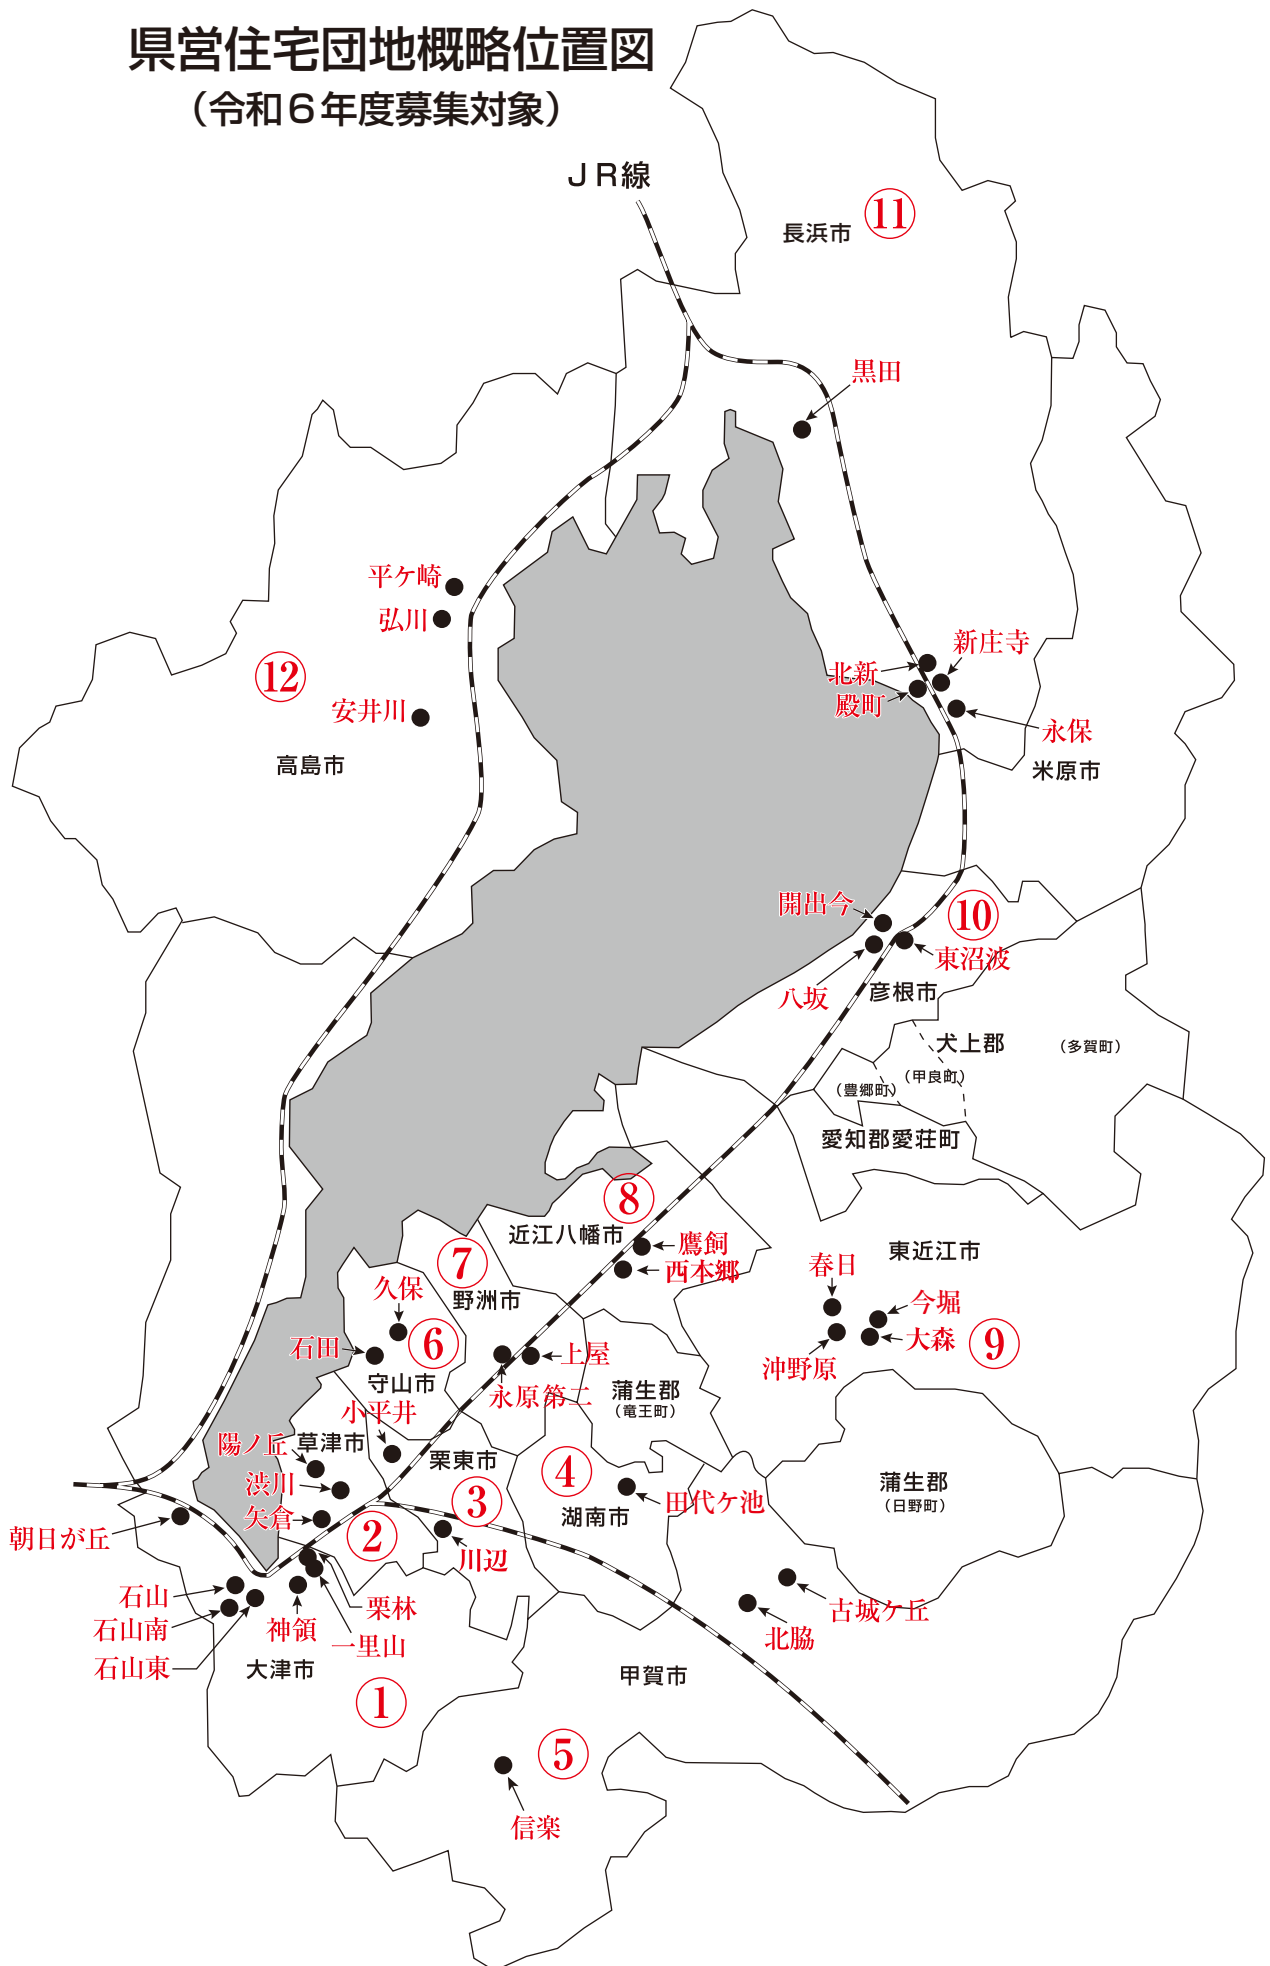 県営住宅団地概略位置図
（令和６年度募集対象）
ＪＲ線
長浜市
⑪
黒田
平ケ崎
弘川
⑫
安井川
高島市
新庄寺
北新
殿町
永保
米原市
開出今
⑩
東沼波
八坂
彦根市
犬上郡
（多賀町）
（甲良町）
（豊郷町）
愛知郡愛荘町
⑧
近江八幡市
鷹飼
西本郷
東近江市
春日
今堀
大森
⑨
沖野原
⑦
野洲市
久保
⑥
石田
守山市
上屋
永原第二
蒲生郡
（竜王町）
小平井
陽ノ丘
草津市
栗東市
④
渋川
③
湖南市
田代ケ池
蒲生郡
（日野町）
矢倉
②
朝日が丘
川辺
石山
石山南
石山東
神領
栗林
一里山
大津市
①
古城ケ丘
北脇
甲賀市
⑤
信楽